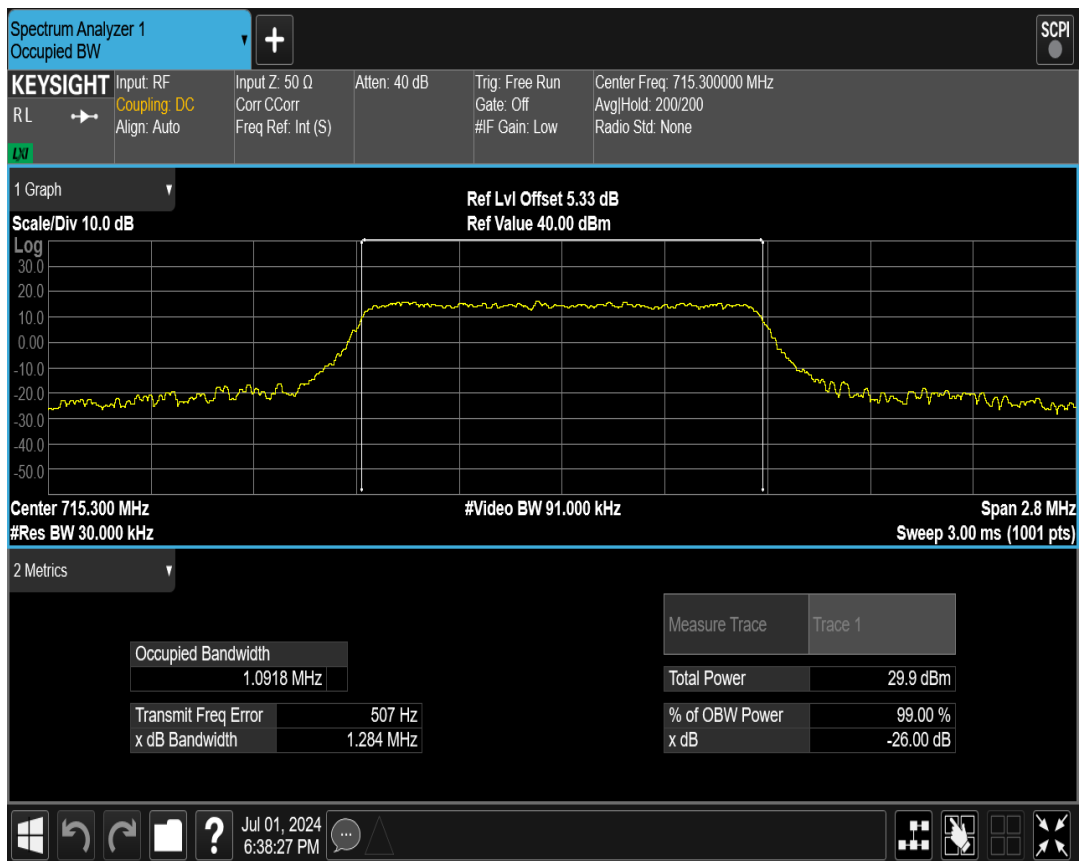 Spectrum Analyzer 1
Occupied BW
+
SCPI
KEYSIGHT
RL
LXI
Input: RF
Coupling: DC
Align: Auto
Input Z: 50 Ω
Corr CCorr
Freq Ref: Int (S)
Atten: 40 dB
Trig: Free Run
Gate: Off
#IF Gain: Low
Center Freq: 715.300000 MHz
Avg|Hold: 200/200
Radio Std: None
1 Graph
Scale/Div 10.0 dB
Ref Lvl Offset 5.33 dB
Ref Value 40.00 dBm
Log
30.0
20.0
10.0
0.00
-10.0
-20.0
-30.0
-40.0
-50.0
Center 715.300 MHz
#Video BW 91.000 kHz
Span 2.8 MHz
#Res BW 30.000 kHz
Sweep 3.00 ms (1001 pts)
2 Metrics
Measure Trace Trace 1
Occupied Bandwidth
1.0918 MHz
Total Power 29.9 dBm
Transmit Freq Error 507 Hz
% of OBW Power 99.00 %
x dB Bandwidth 1.284 MHz
x dB -26.00 dB
?
Jul 01, 2024
6:38:27 PM